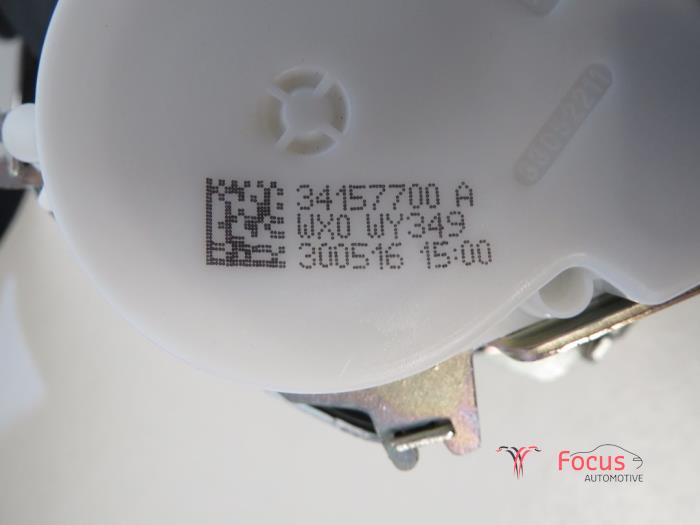 34157700 A
WX0 WY349
300516 15:00
Focus
AUTOMOTIVE